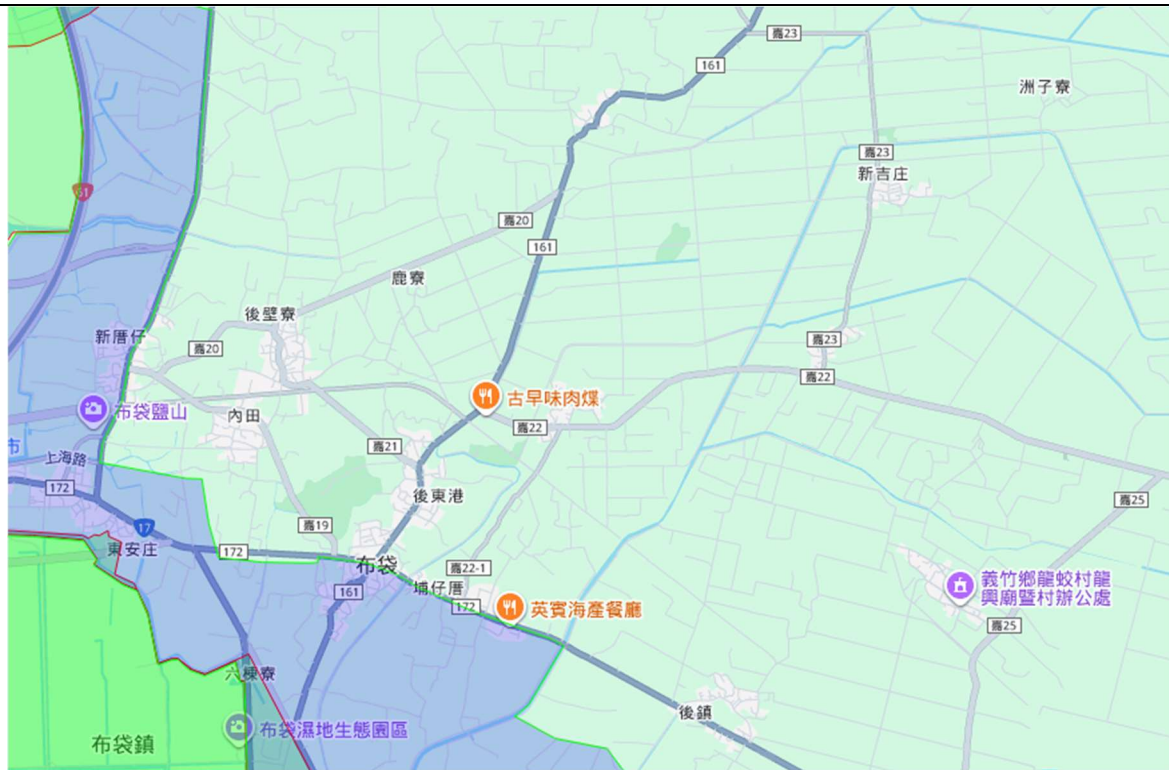 嘉23
161
洲子寮
嘉23
新吉庄
61
嘉20
161
鹿寮
後壁寮
新厝仔
嘉20
嘉23
嘉22
古早味肉焿
布袋鹽山
內田
嘉22
市
嘉21
上海路
172
後東港
嘉25
17
嘉19
東安庄
172
布袋
嘉22-1
埔仔厝
161
172
英賓海產餐廳
義竹鄉龍蛟村龍
興廟暨村辦公處
嘉25
六棟寮
後鎮
布袋濕地生態園區
布袋鎮